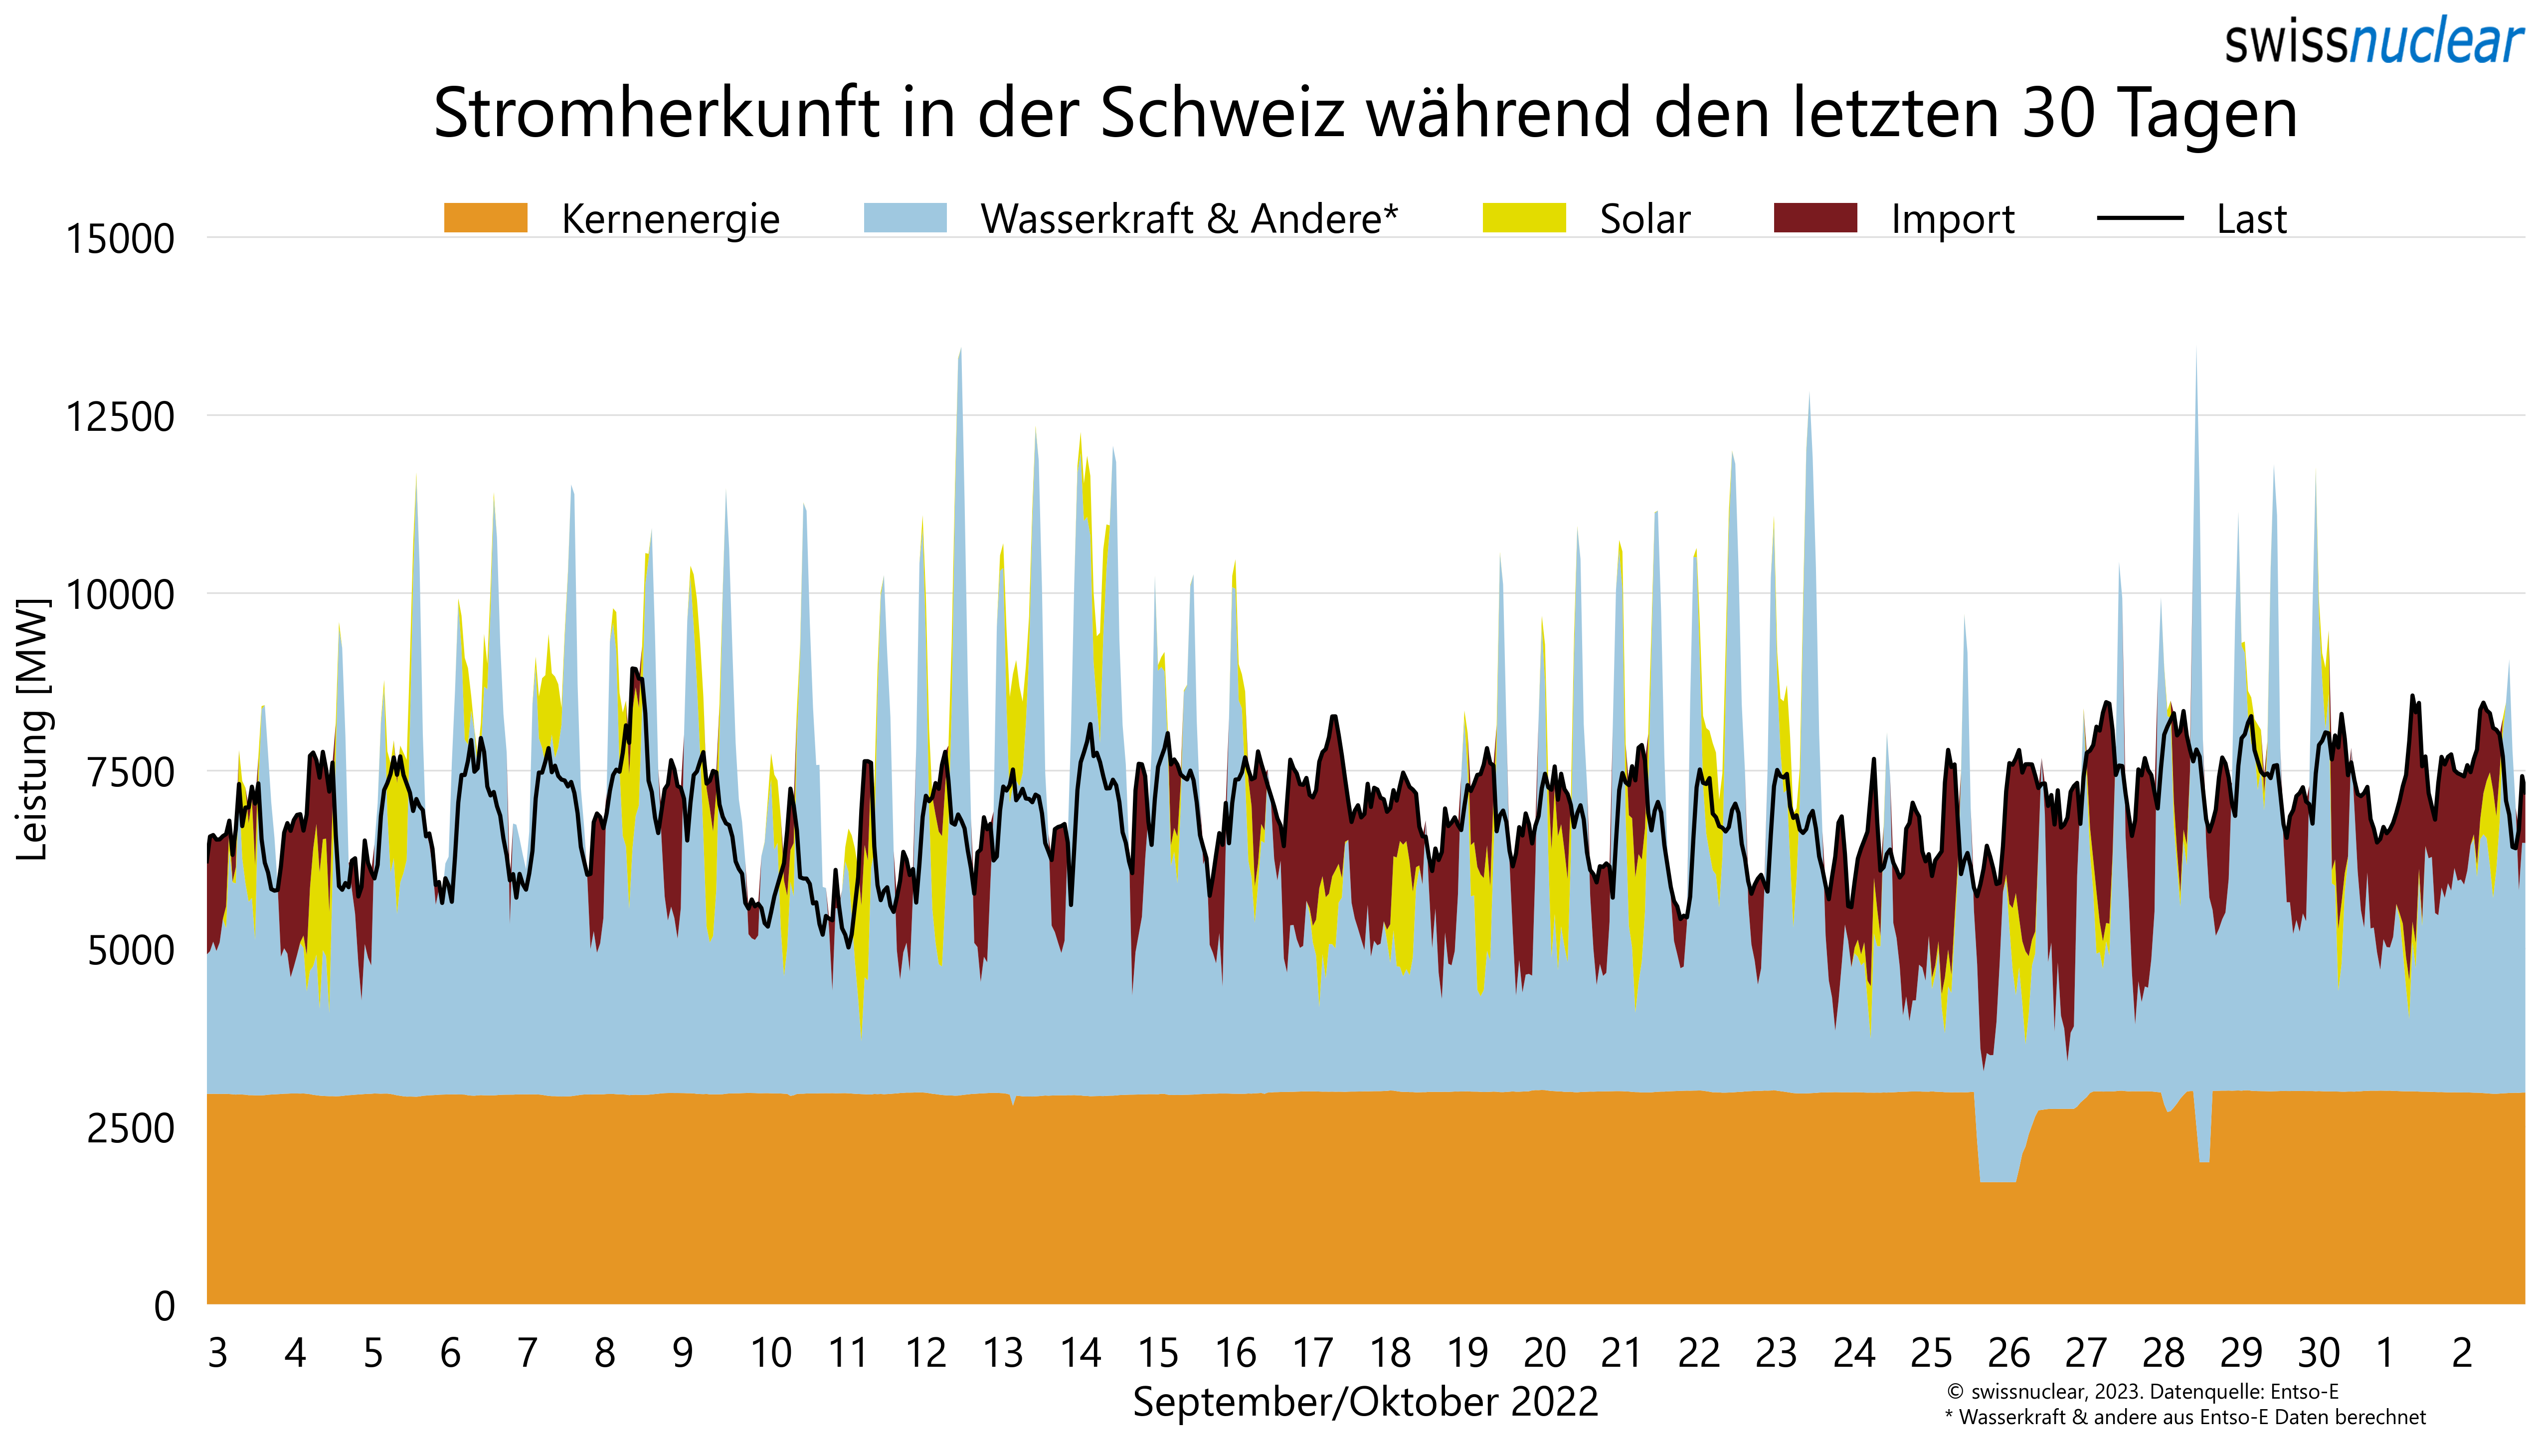 swissnuclear
Stromherkunft in der Schweiz während den letzten 30 Tagen
Kernenergie Wasserkraft & Andere* Solar Import Last
15000
12500
10000
7500
5000
2500
0
Leistung [MW]
3 4 5 6 7 8 9 10 11 12 13 14 15 16 17 18 19 20 21 22 23 24 25 26 27 28 29 30 1 2
September/Oktober 2022
© swissnuclear, 2023. Datenquelle: Entso-E
* Wasserkraft & andere aus Entso-E Daten berechnet